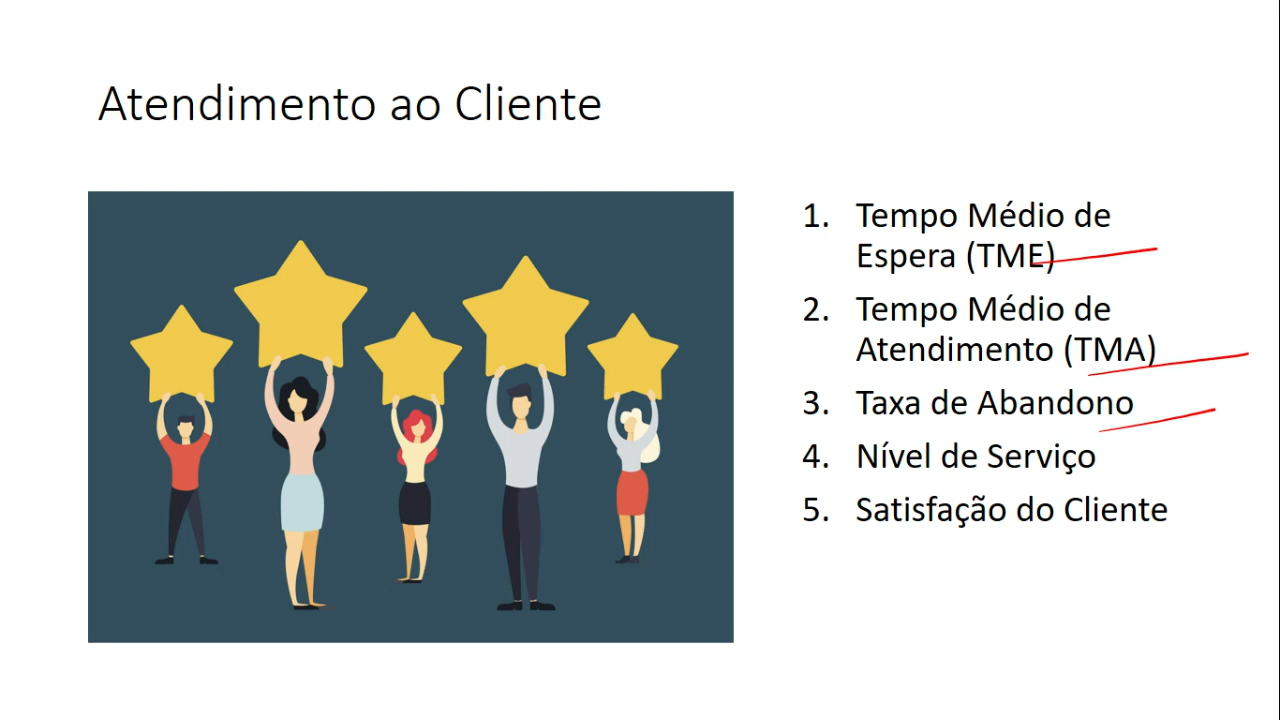 Atendimento ao Cliente
1. Tempo Médio de
Espera (TME)
2. Tempo Médio de
Atendimento (TMA)
3. Taxa de Abandono
4. Nível de Serviço
5. Satisfação do Cliente